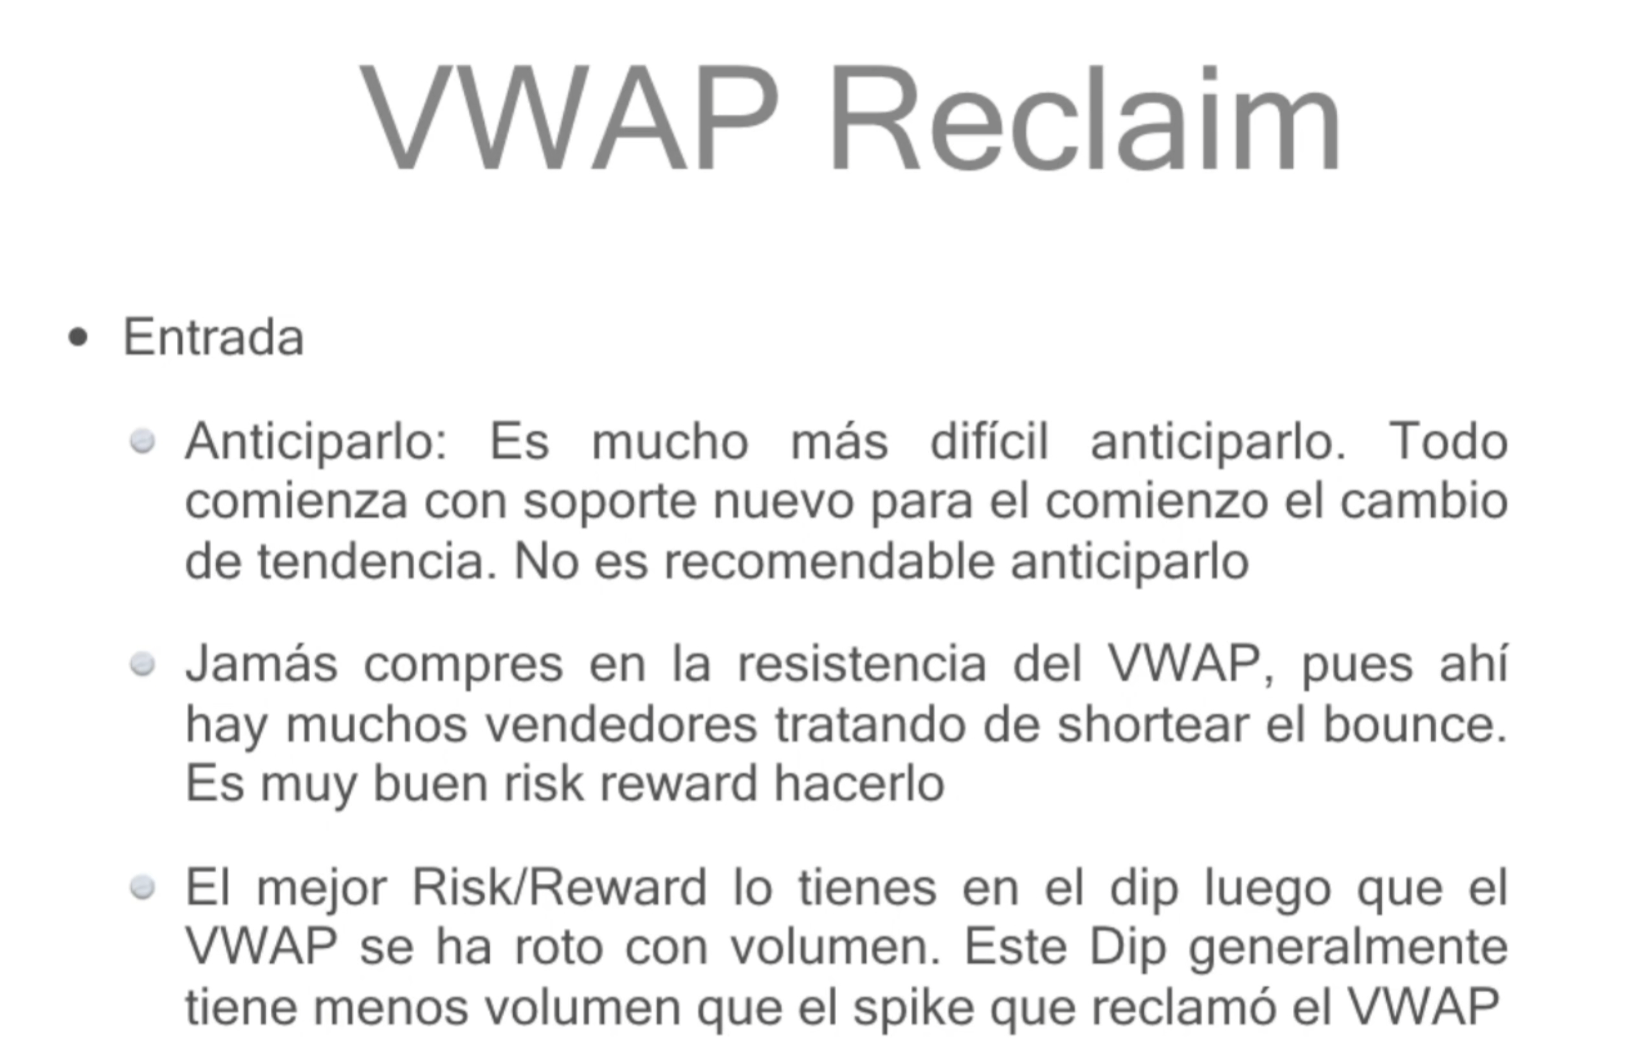 VWAP Reclaim
• Entrada
Anticiparlo: Es mucho más difícil anticiparlo. Todo
comienza con soporte nuevo para el comienzo el cambio
de tendencia. No es recomendable anticiparlo
Jamás compres en la resistencia del VWAP, pues ahí
hay muchos vendedores tratando de shortear el bounce.
Es muy buen risk reward hacerlo
El mejor Risk/Reward lo tienes en el dip luego que el
VWAP se ha roto con volumen. Este Dip generalmente
tiene menos volumen que el spike que reclamó el VWAP